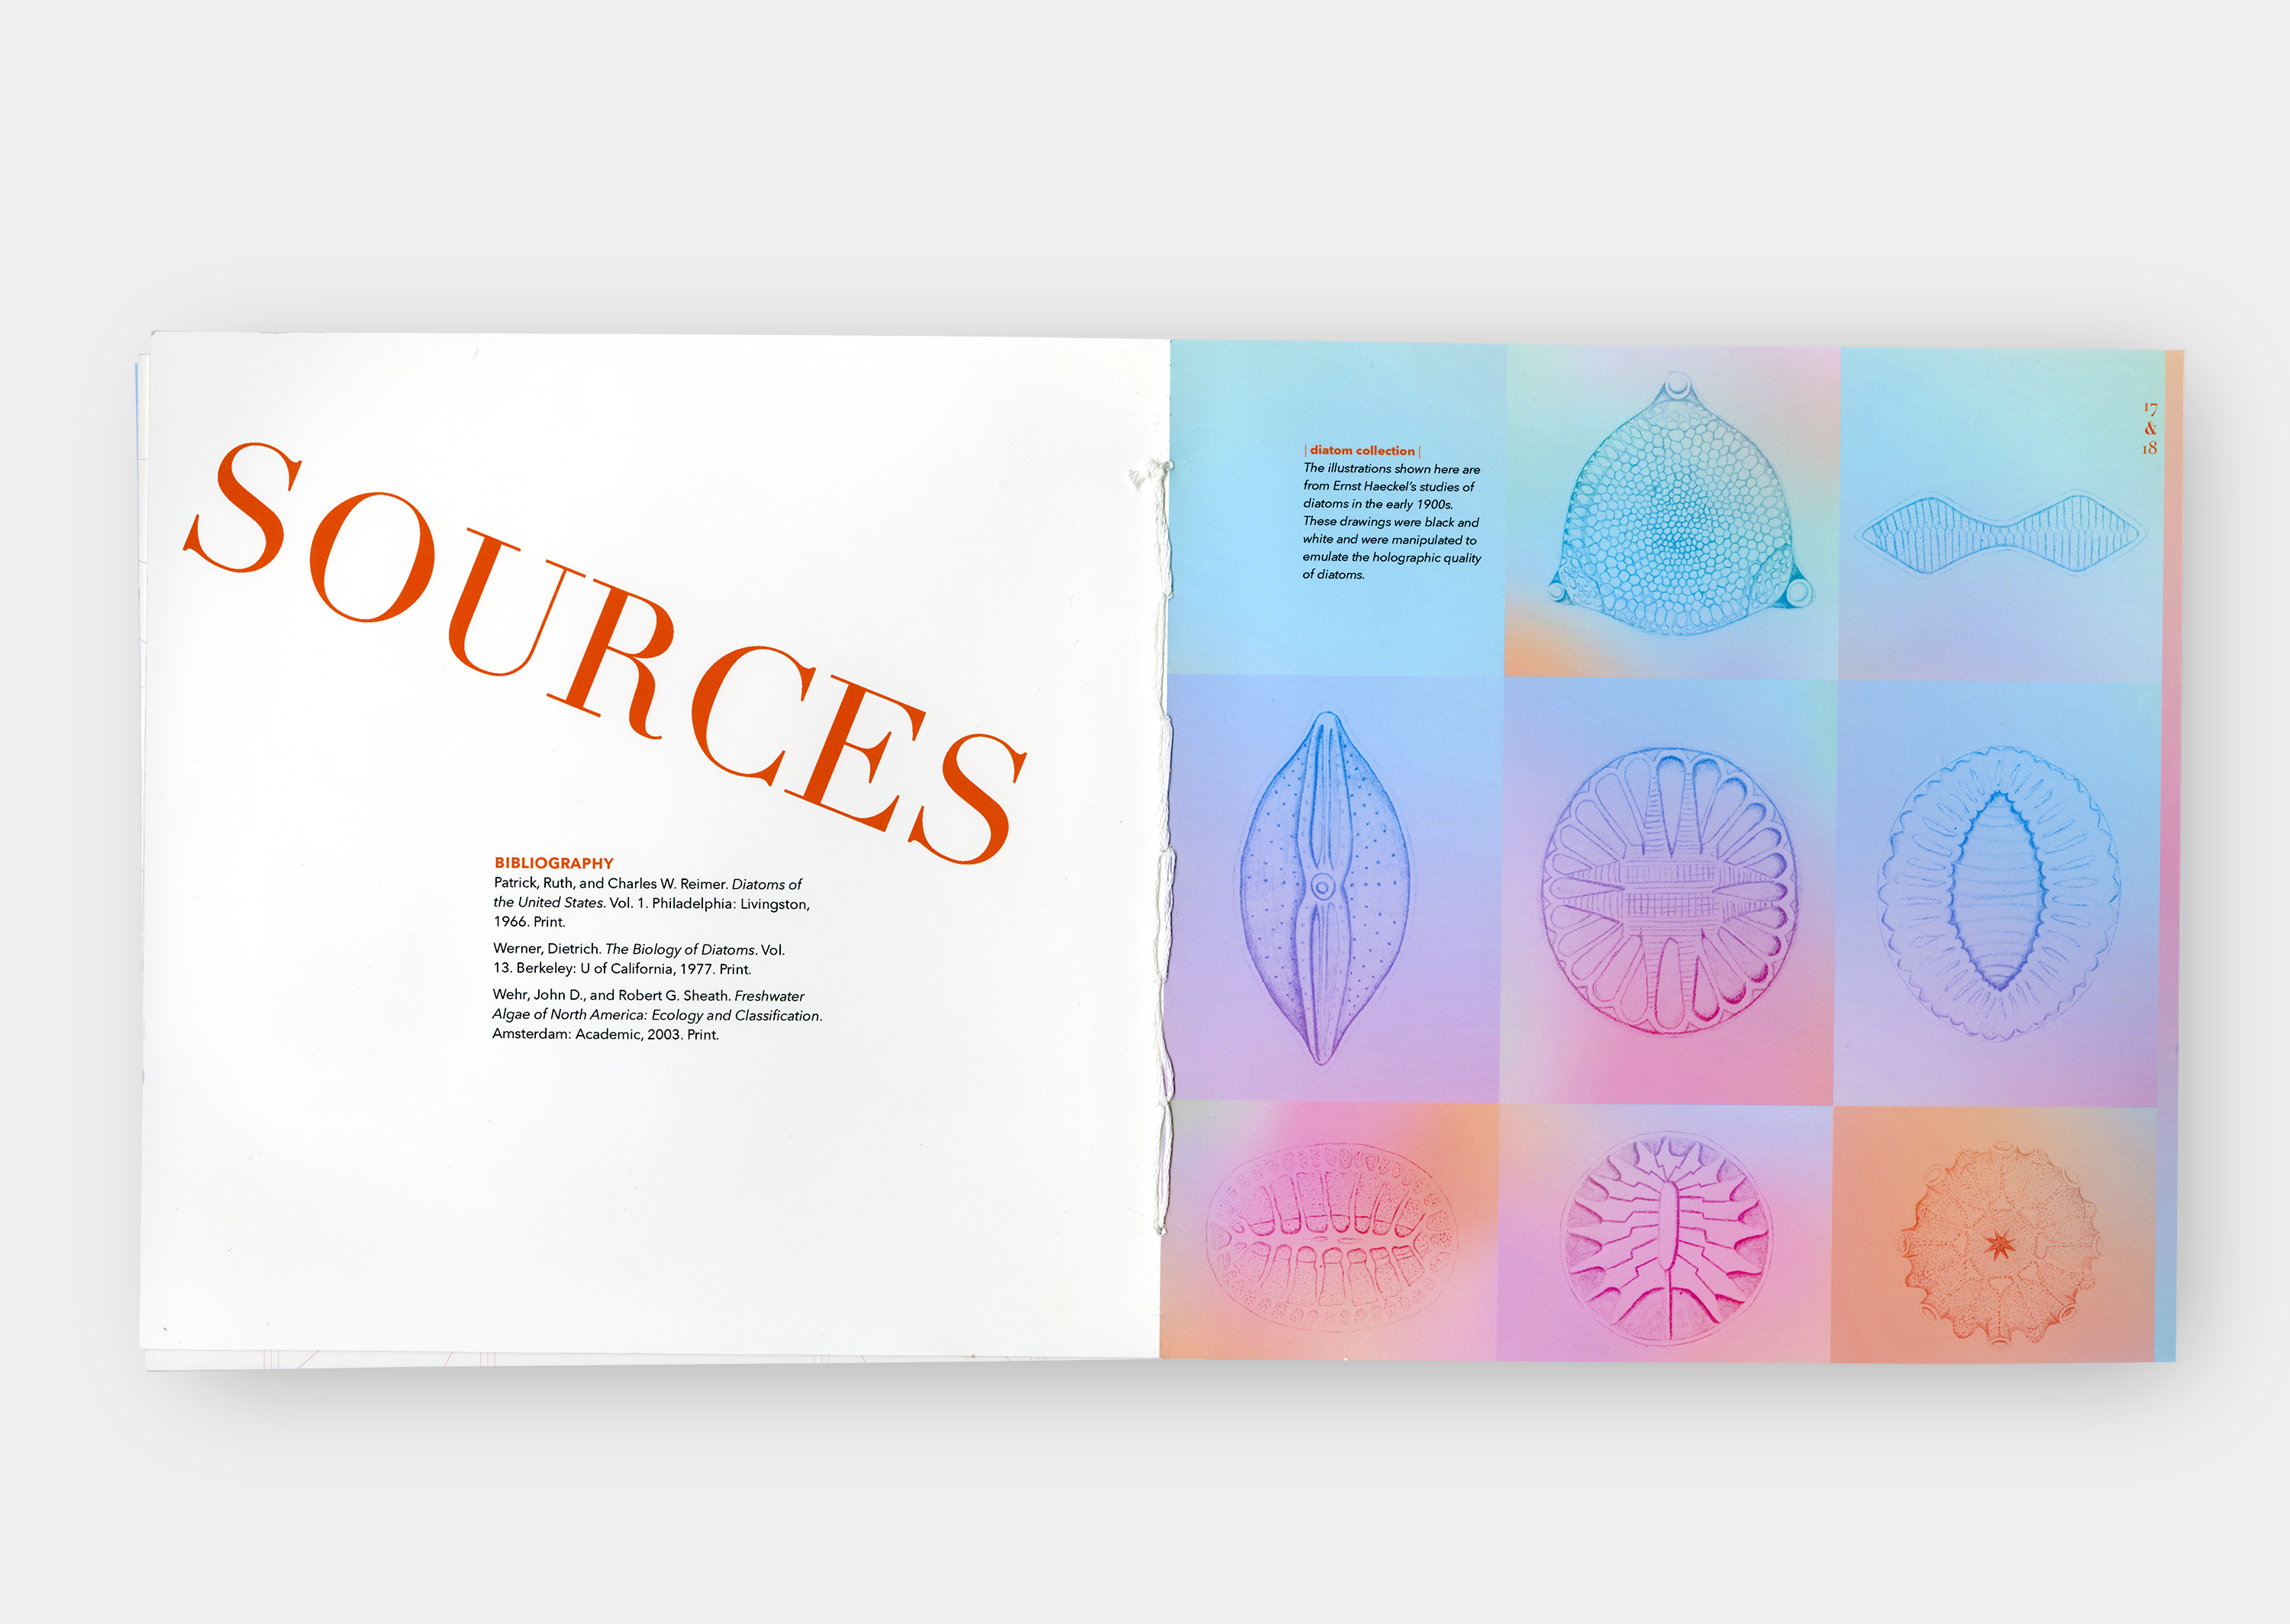 SOURCES
BIBLIOGRAPHY
Patrick, Ruth, and Charles W. Reimer. Diatoms of
the United States. Vol. 1. Philadelphia: Livingston,
1966. Print.
Werner, Dietrich. The Biology of Diatoms. Vol.
13. Berkeley: U of California, 1977. Print.
Wehr, John D., and Robert G. Sheath. Freshwater
Algae of North America: Ecology and Classification.
Amsterdam: Academic, 2003. Print.
| diatom collection |
The illustrations shown here are
from Ernst Haeckel's studies of
diatoms in the early 1900s.
These drawings were black and
white and were manipulated to
emulate the holographic quality
of diatoms.
17
&
18